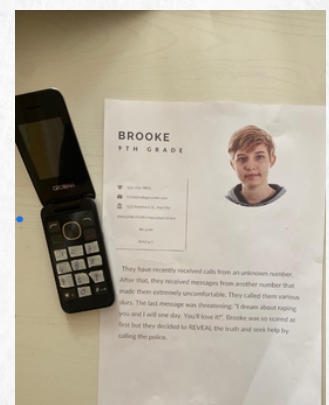 BROOKE
9TH GRADE
They have recently received calls from an unknown number.
After that, they received messages from another number that
made them extremely uncomfortable. They called them various
The last message was threatening: "I dream about raping
you and I will one day. You'll love it!". Brooke was so scared at
first but they decided to REVEAL the truth and seek help by
calling the police.